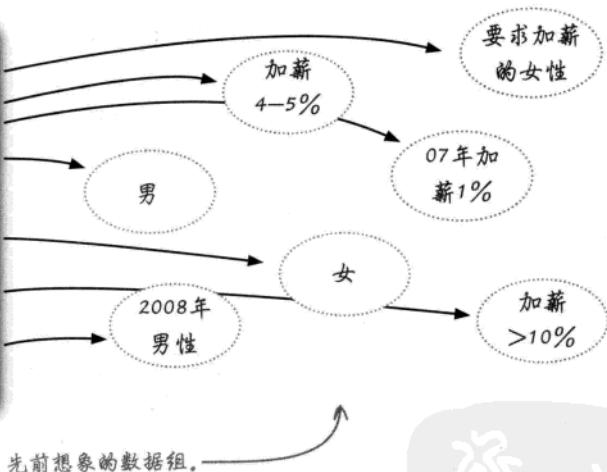 要求加薪
的女性
加薪
4—5%
07年加
薪1%
男
女
2008年
男性
加薪
>10%
先前想象的数据组。